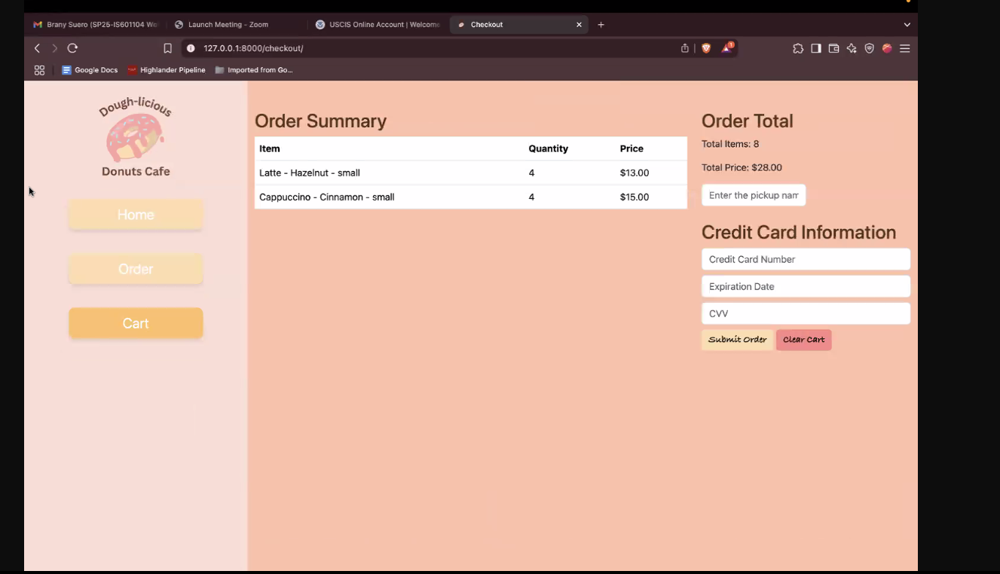 Brany Suero (SP25-IS601104 Wo
Launch Meeting - Zoom
USCIS Online Account | Welcome
Checkout
127.0.0.1:8000/checkout/
1
Google Docs
Highlander Pipeline
Imported from Go...
Dough-licious
Donuts Cafe
Home
Order
Cart
Order Summary
Item Quantity Price
Latte - Hazelnut - small 4 $13.00
Cappuccino - Cinnamon - small 4 $15.00
Order Total
Total Items: 8
Total Price: $28.00
Enter the pickup nam
Credit Card Information
Credit Card Number
Expiration Date
CVV
Submit Order Clear Cart